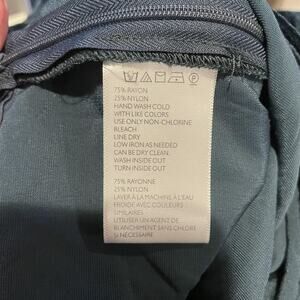 75% RAYON
25% NYLON
HAND WASH COLD
WITH LIKE COLORS
USE ONLY NON-CHLORINE
BLEACH
LINE DRY
LOW IRON AS NEEDED
CAN BE DRY CLEAN.
WASH INSIDE OUT
TURN INSIDE OUT
75% RAYONNE
25% NYLON
LAVER À LA MACHINE À L'EAU
FROIDE AVEC COULEURS
SIMILAIRES
UTILISER UN AGENT DE
BLANCHIMENT SANS CHLORE
SI NÉCESSAIRE